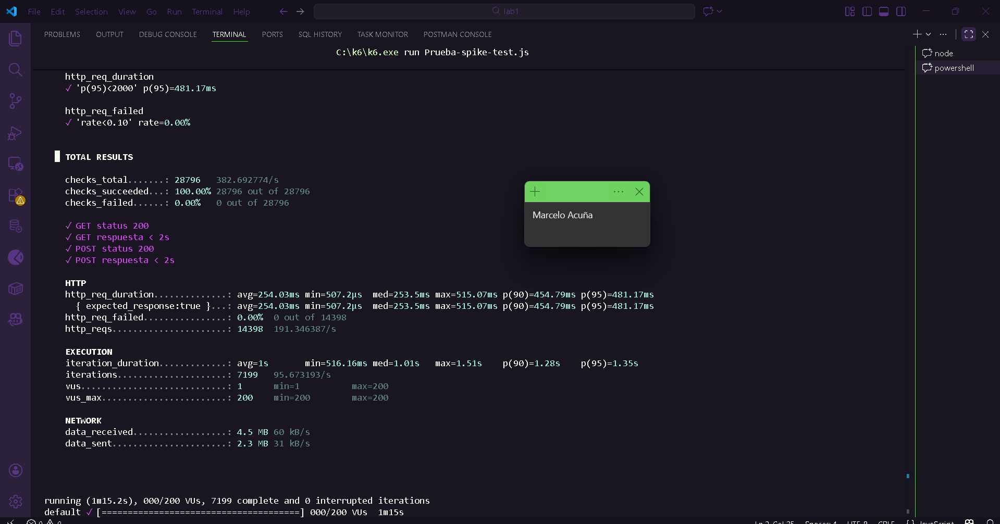 File Edit Selection View Go Run Terminal Help
lab1
PROBLEMS OUTPUT DEBUG CONSOLE TERMINAL PORTS SQL HISTORY TASK MONITOR POSTMAN CONSOLE
C:\k6\k6.exe run Prueba-spike-test.js
node
powershell
http_req_duration
✓ 'p(95)<2000' p(95)=481.17ms
http_req_failed
✓ 'rate<0.10' rate=0.00%
█ TOTAL RESULTS
checks_total.......: 28796 382.692774/s
checks_succeeded...: 100.00% 28796 out of 28796
checks_failed......: 0.00% 0 out of 28796
✓ GET status 200
✓ GET respuesta < 2s
✓ POST status 200
✓ POST respuesta < 2s
Marcelo Acuña
HTTP
http_req_duration..............: avg=254.03ms min=507.2µs med=253.5ms max=515.07ms p(90)=454.79ms p(95)=481.17ms
{ expected_response:true }...: avg=254.03ms min=507.2µs med=253.5ms max=515.07ms p(90)=454.79ms p(95)=481.17ms
http_req_failed................: 0.00% 0 out of 14398
http_reqs......................: 14398 191.346387/s
EXECUTION
iteration_duration.............: avg=1s min=516.16ms med=1.01s max=1.51s p(90)=1.28s p(95)=1.35s
iterations.....................: 7199 95.673193/s
vus............................: 1 min=1 max=200
vus_max........................: 200 min=200 max=200
NETWORK
data_received..................: 4.5 MB 60 kB/s
data_sent......................: 2.3 MB 31 kB/s
running (1m15.2s), 000/200 VUs, 7199 complete and 0 interrupted iterations
default ✓ [======================================] 000/200 VUs 1m15s